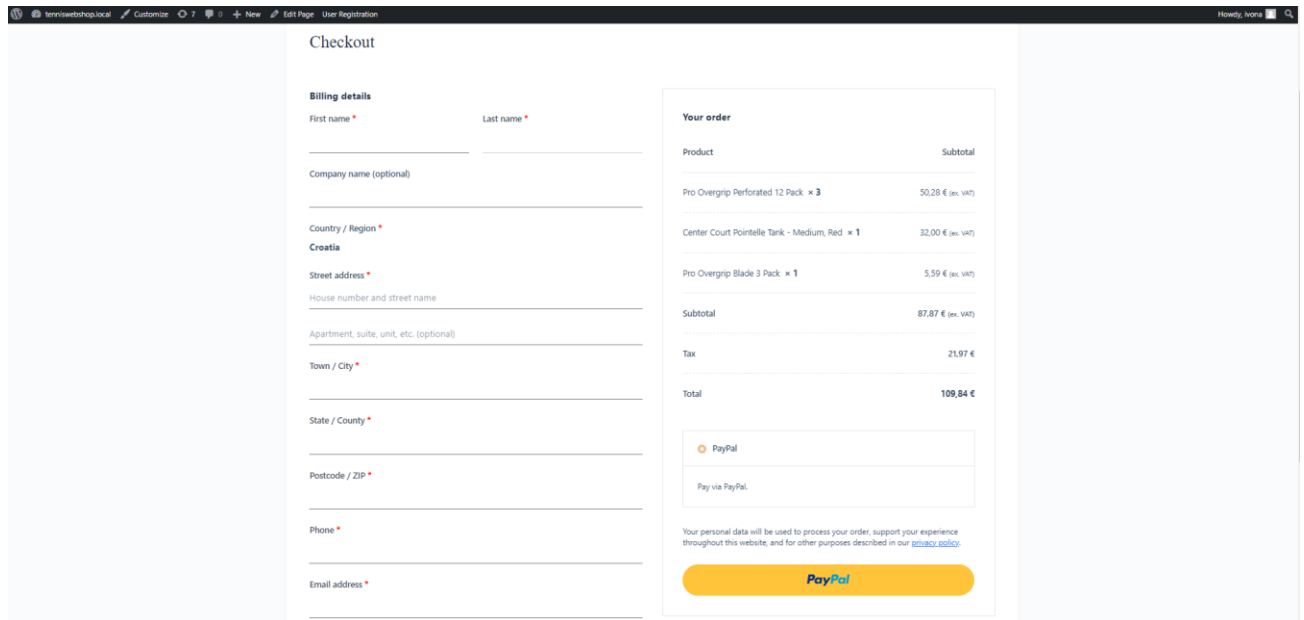 tenniswebshop.local Customize 7 0 New Edit Page User Registration Howdy, ivona
Checkout
Billing details
First name * Last name *
Company name (optional)
Country / Region *
Croatia
Street address *
House number and street name
Apartment, suite, unit, etc. (optional)
Town / City *
State / County *
Postcode / ZIP *
Phone *
Email address *
Your order
Product Subtotal
Pro Overgrip Perforated 12 Pack × 3 50,28 € (ex. VAT)
Center Court Pointelle Tank - Medium, Red × 1 32,00 € (ex. VAT)
Pro Overgrip Blade 3 Pack × 1 5,59 € (ex. VAT)
Subtotal 87,87 € (ex. VAT)
Tax 21,97 €
Total 109,84 €
PayPal
Pay via PayPal.
Your personal data will be used to process your order, support your experience
throughout this website, and for other purposes described in our privacy policy.
PayPal